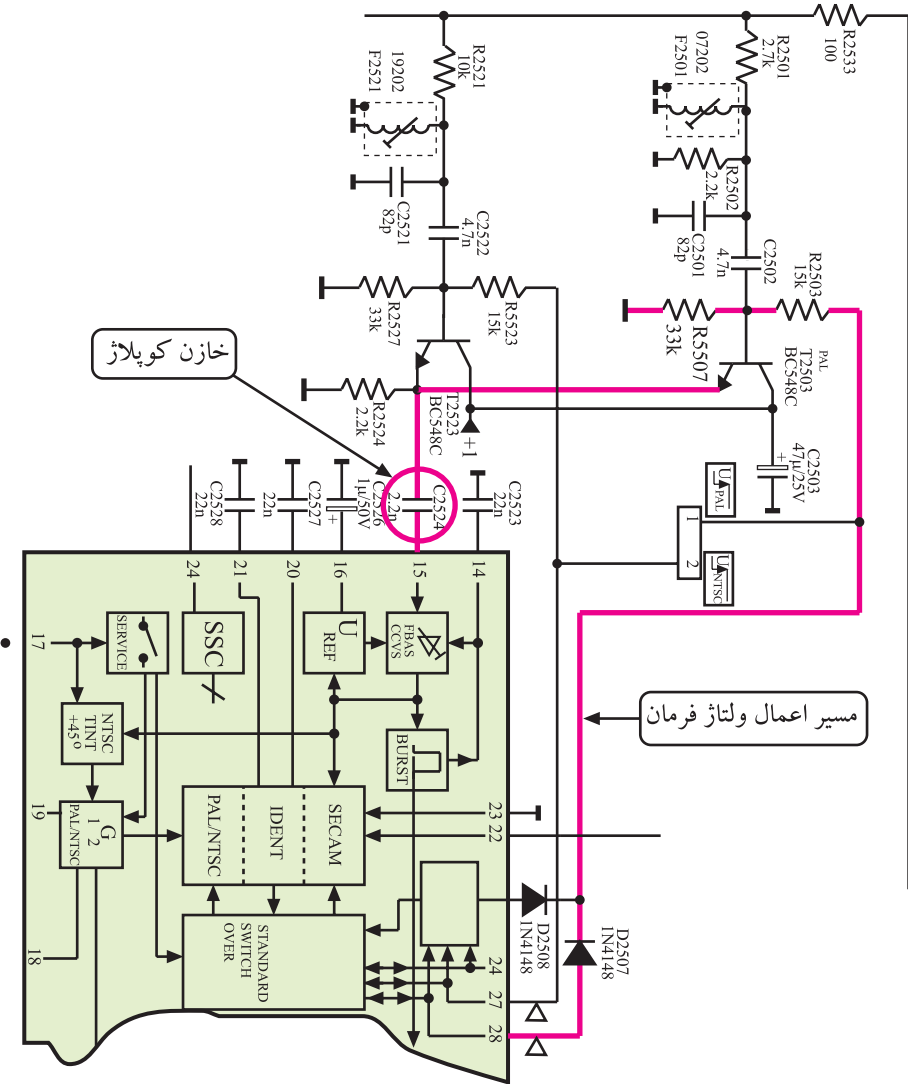 R2533
100
R2501
2.7k
07202
F2501
R2502
2.2k
C2501
82p
C2502
4.7n
R2503
15k
R5507
33k
PAL
T2503
BC548C
C2503
47μ/25V
+
R2521
10k
19202
F2521
C2521
82p
C2522
4.7n
R5523
15k
R2527
33k
T2523
BC548C
+1
R2524
2.2k
خازن کوپلاژ
C2523
22n
C2524
2.2n
C2526
1μ/50V
+
C2527
22n
C2528
22n
U PAL
U NTSC
1
2
مسیر اعمال ولتاژ فرمان
14
15
16
20
21
24
17
SERVICE
SSC
U
REF
FBAS
CCVS
NTSC
TINT
+45°
BURST
19
G
1 2
PAL/NTSC
PAL/NTSC
IDENT
SECAM
23
22
18
STANDARD
SWITCH
OVER
24
27
28
D2508
1N4148
D2507
1N4148